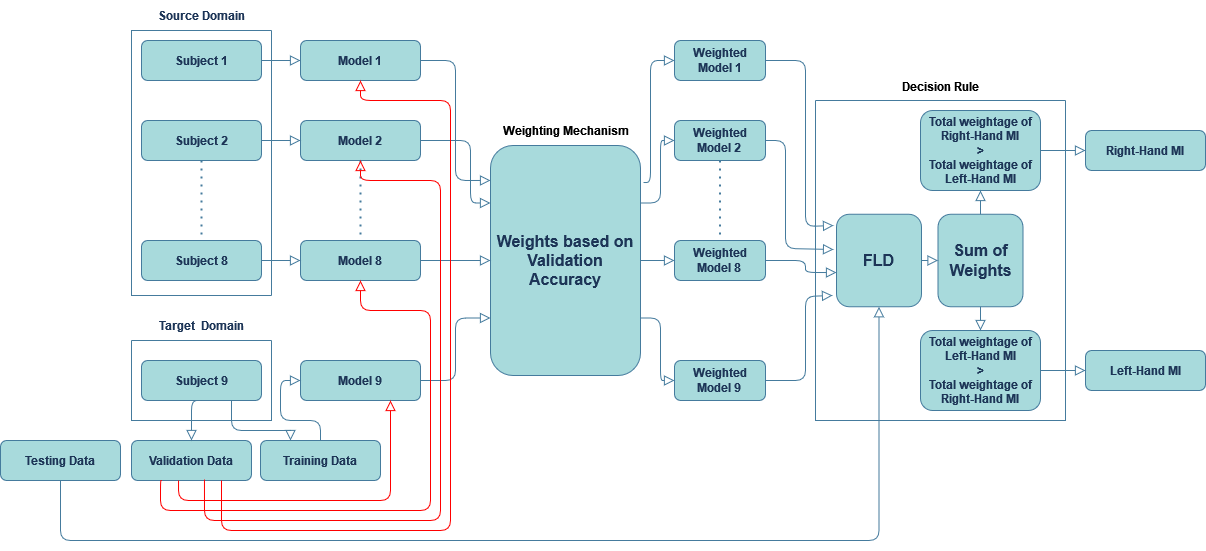 Source Domain
Subject 1
Model 1
Weighted
Model 1
Decision Rule
Subject 2
Model 2
Weighting Mechanism
Weighted
Model 2
Total weightage of
Right-Hand MI
>
Total weightage of
Left-Hand MI
Right-Hand MI
Weights based on
Validation
Accuracy
Subject 8
Model 8
Weighted
Model 8
FLD
Sum of
Weights
Target Domain
Subject 9
Model 9
Weighted
Model 9
Total weightage of
Left-Hand MI
>
Total weightage of
Right-Hand MI
Left-Hand MI
Testing Data
Validation Data
Training Data